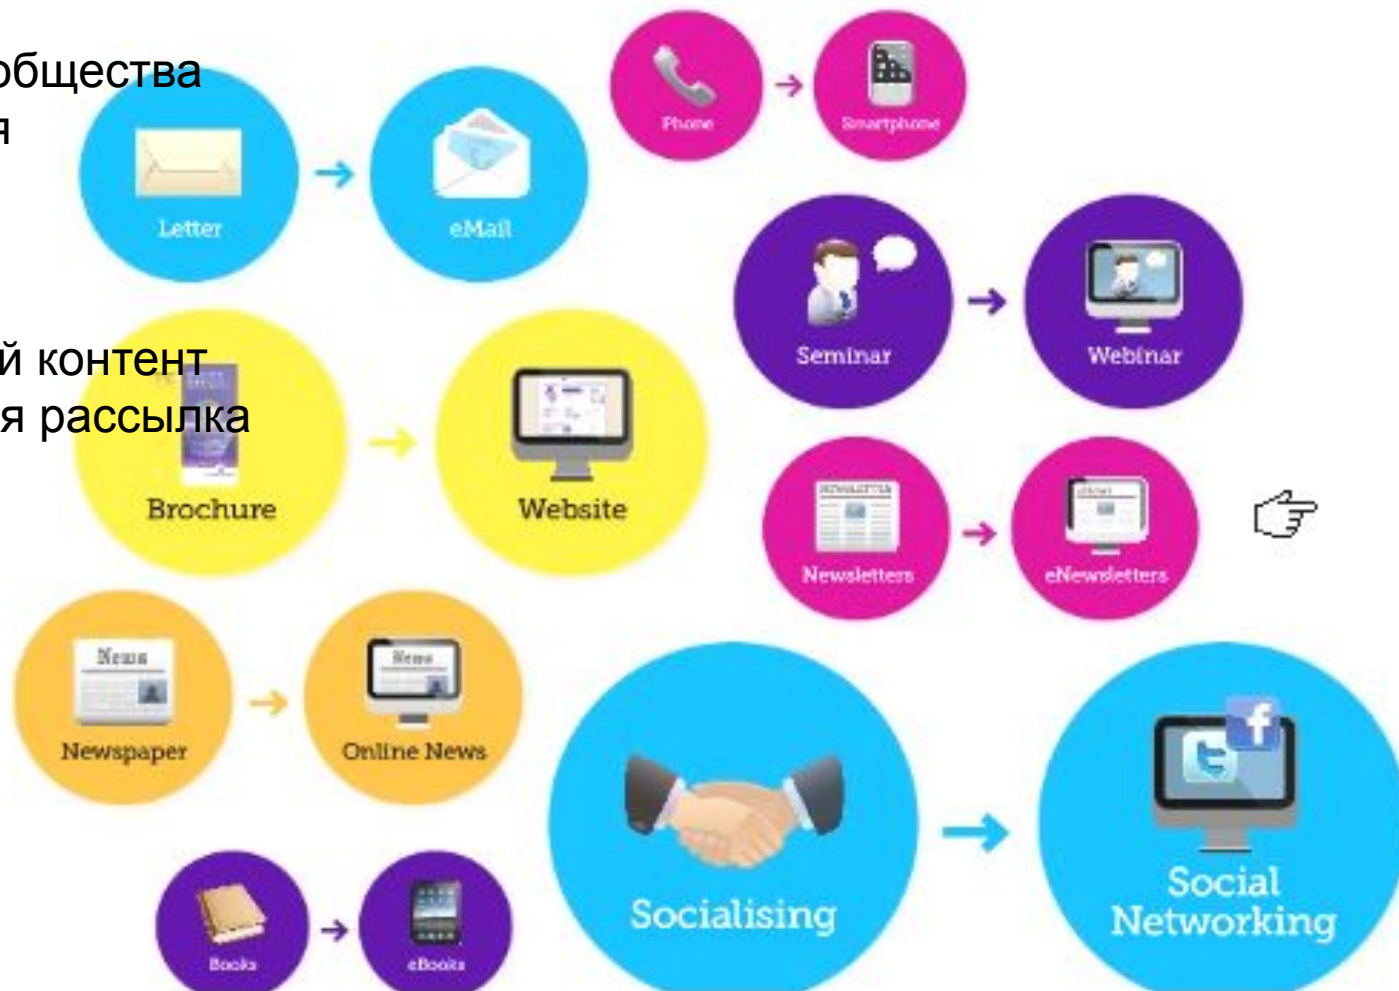 общества
я
й контент
я рассылка
Letter
eMail
Phone
Smartphone
Seminar
Webinar
Brochure
Website
NEWSLETTER
Newsletters
eNewsletters
News
Newspaper
News
Online News
Socialising
Social
Networking
Books
eBooks